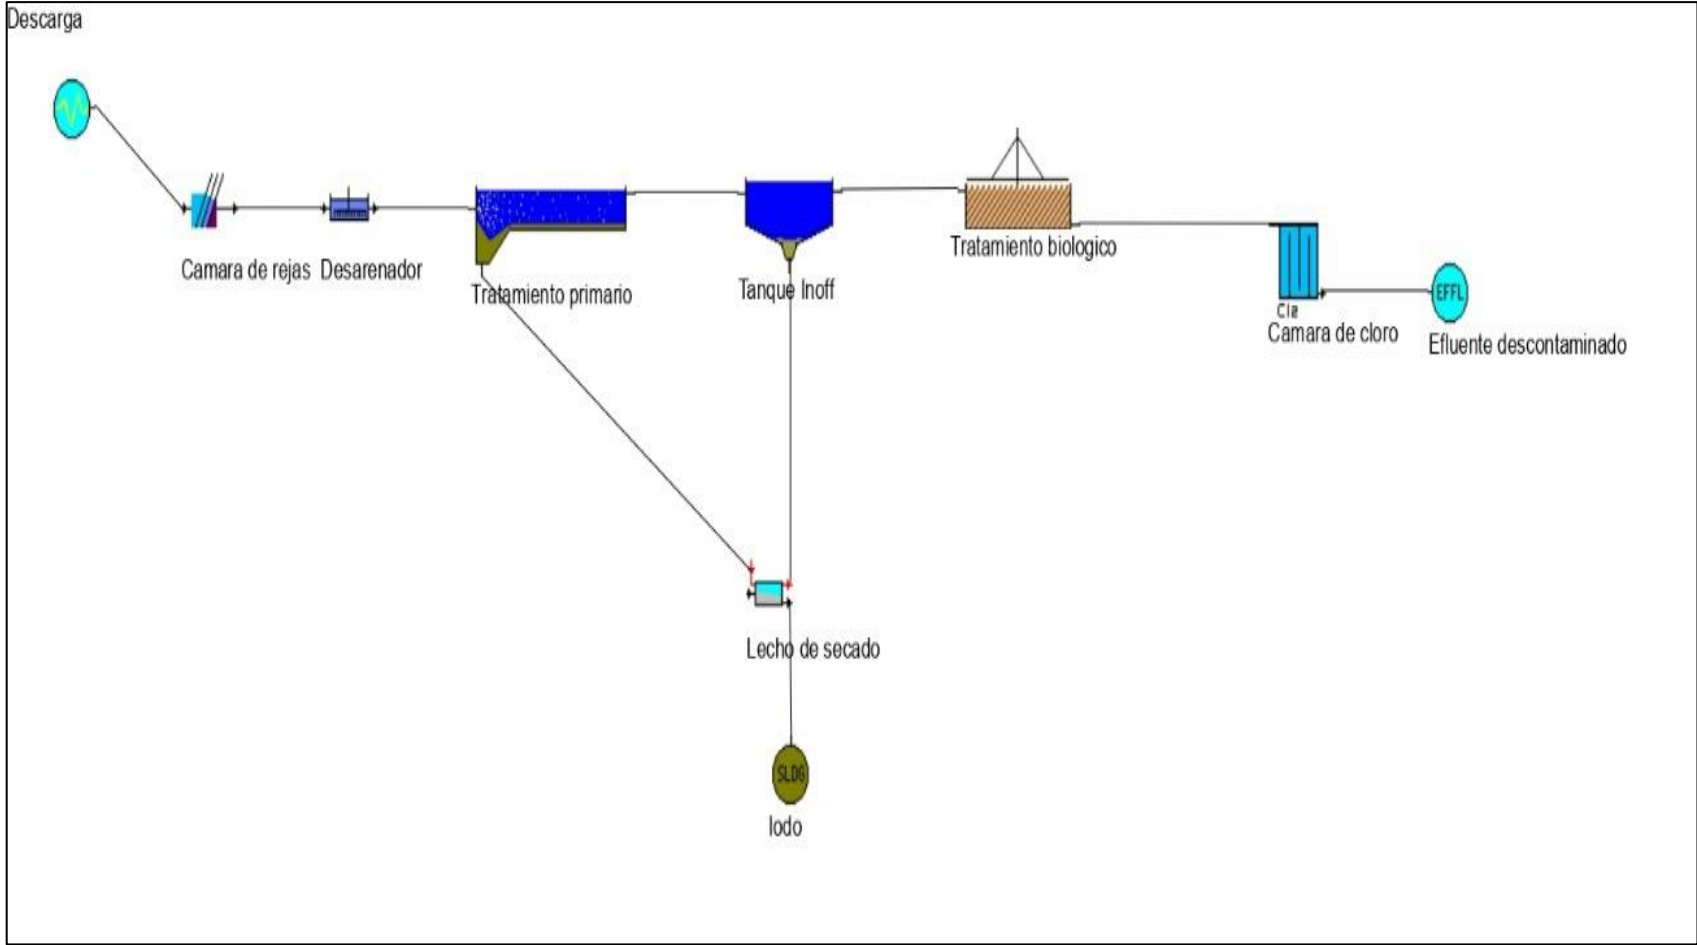 Descarga
Camara de rejas
Desarenador
Tratamiento primario
Tanque Inoff
Tratamiento biologico
Cl2
Camara de cloro
EFFL
Efluente descontaminado
Lecho de secado
SLDG
lodo